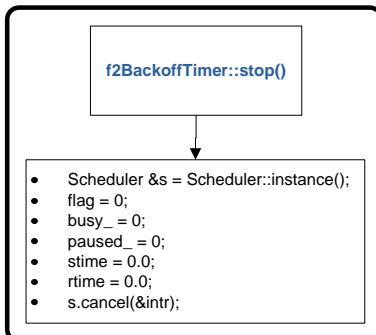 f2BackoffTimer::stop()
• Scheduler &s = Scheduler::instance();
• flag = 0;
• busy_ = 0;
• paused_ = 0;
• stime = 0.0;
• rtime = 0.0;
• s.cancel(&intr);